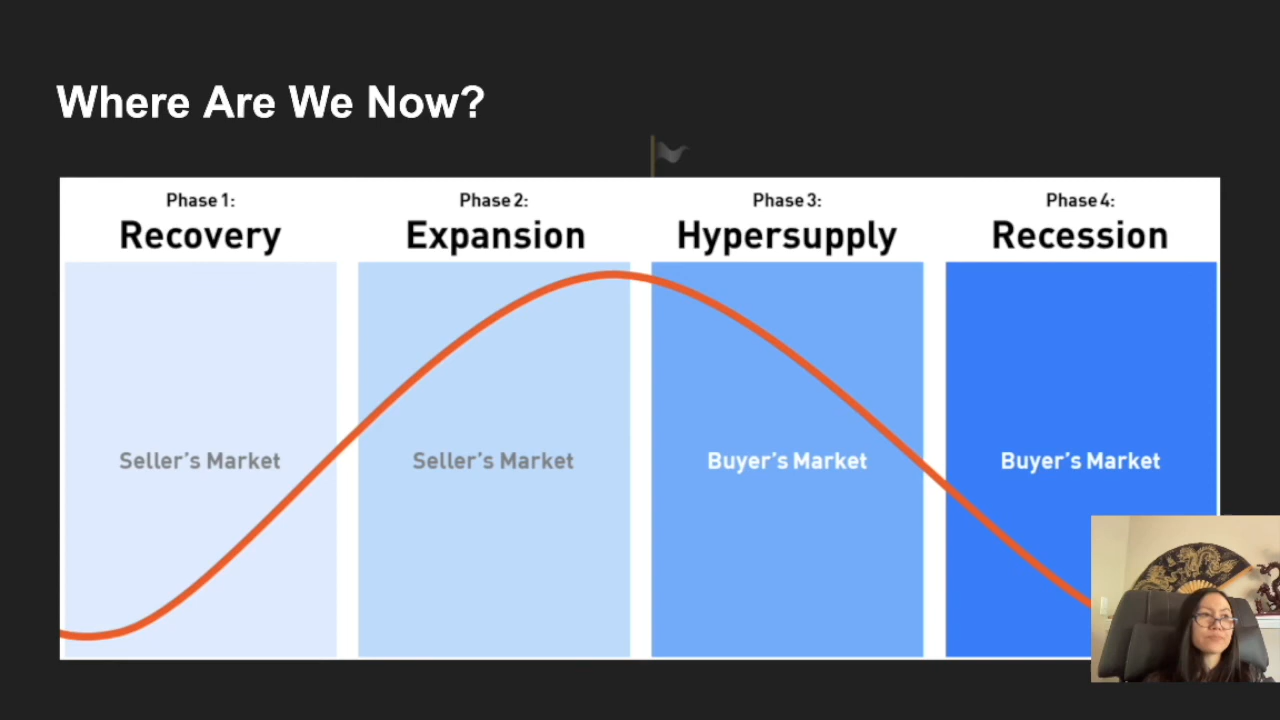 Where Are We Now?
Phase 1:
Recovery
Seller's Market
Phase 2:
Expansion
Seller's Market
Phase 3:
Hypersupply
Buyer's Market
Phase 4:
Recession
Buyer's Market